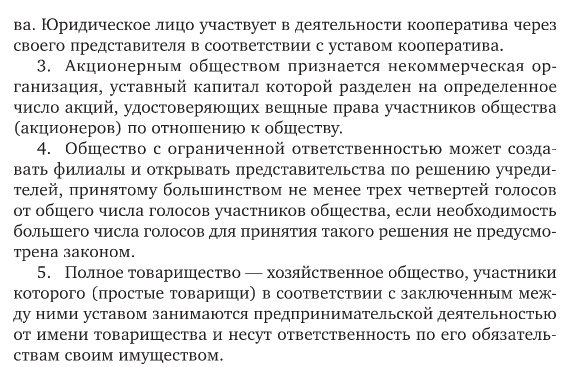 ва. Юридическое лицо участвует в деятельности кооператива через
своего представителя в соответствии с уставом кооператива.
3. Акционерным обществом признается некоммерческая ор-
ганизация, уставный капитал которой разделен на определенное
число акций, удостоверяющих вещные права участников общества
(акционеров) по отношению к обществу.
4. Общество с ограниченной ответственностью может созда-
вать филиалы и открывать представительства по решению учреди-
телей, принятому большинством не менее трех четвертей голосов
от общего числа голосов участников общества, если необходимость
большего числа голосов для принятия такого решения не предусмо-
трена законом.
5. Полное товарищество — хозяйственное общество, участники
которого (простые товарищи) в соответствии с заключенным меж-
ду ними уставом занимаются предпринимательской деятельностью
от имени товарищества и несут ответственность по его обязатель-
ствам своим имуществом.